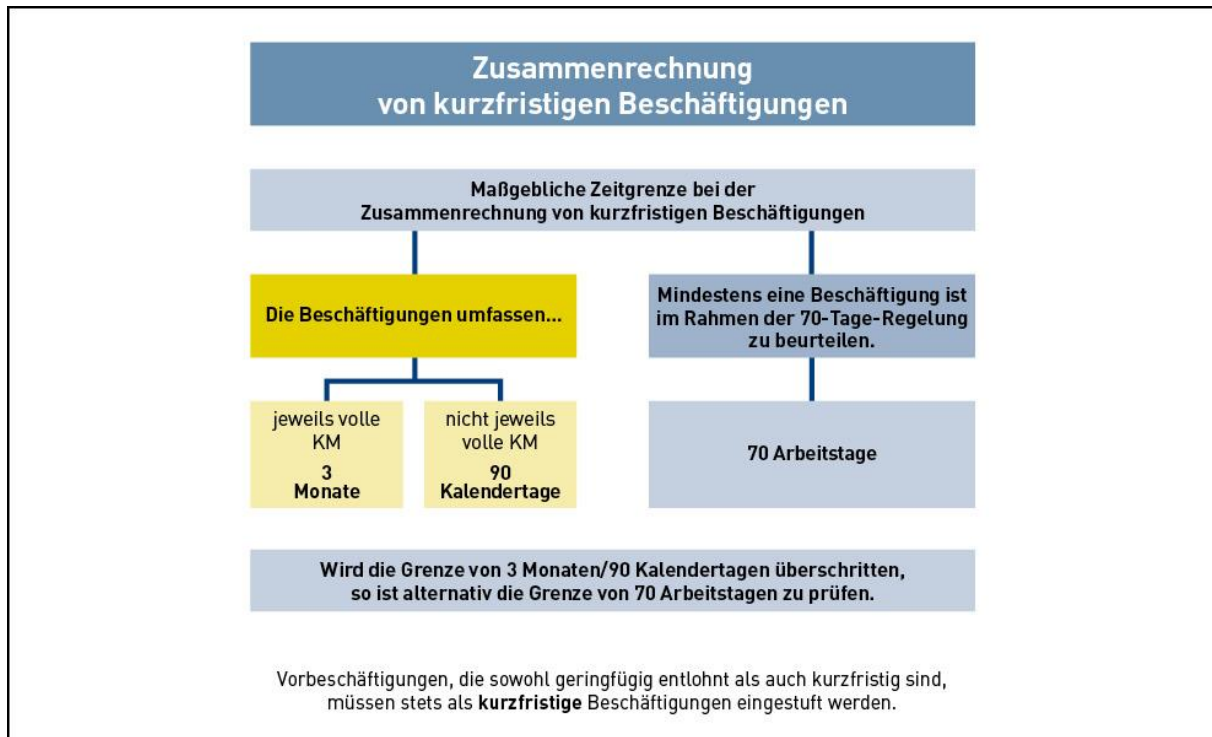 Zusammenrechnung
von kurzfristigen Beschäftigungen
Maßgebliche Zeitgrenze bei der
Zusammenrechnung von kurzfristigen Beschäftigungen
Die Beschäftigungen umfassen...
Mindestens eine Beschäftigung ist
im Rahmen der 70-Tage-Regelung
zu beurteilen.
jeweils volle
KM
3
Monate
nicht jeweils
volle KM
90
Kalendertage
70 Arbeitstage
Wird die Grenze von 3 Monaten/90 Kalendertagen überschritten,
so ist alternativ die Grenze von 70 Arbeitstagen zu prüfen.
Vorbeschäftigungen, die sowohl geringfügig entlohnt als auch kurzfristig sind,
müssen stets als kurzfristige Beschäftigungen eingestuft werden.